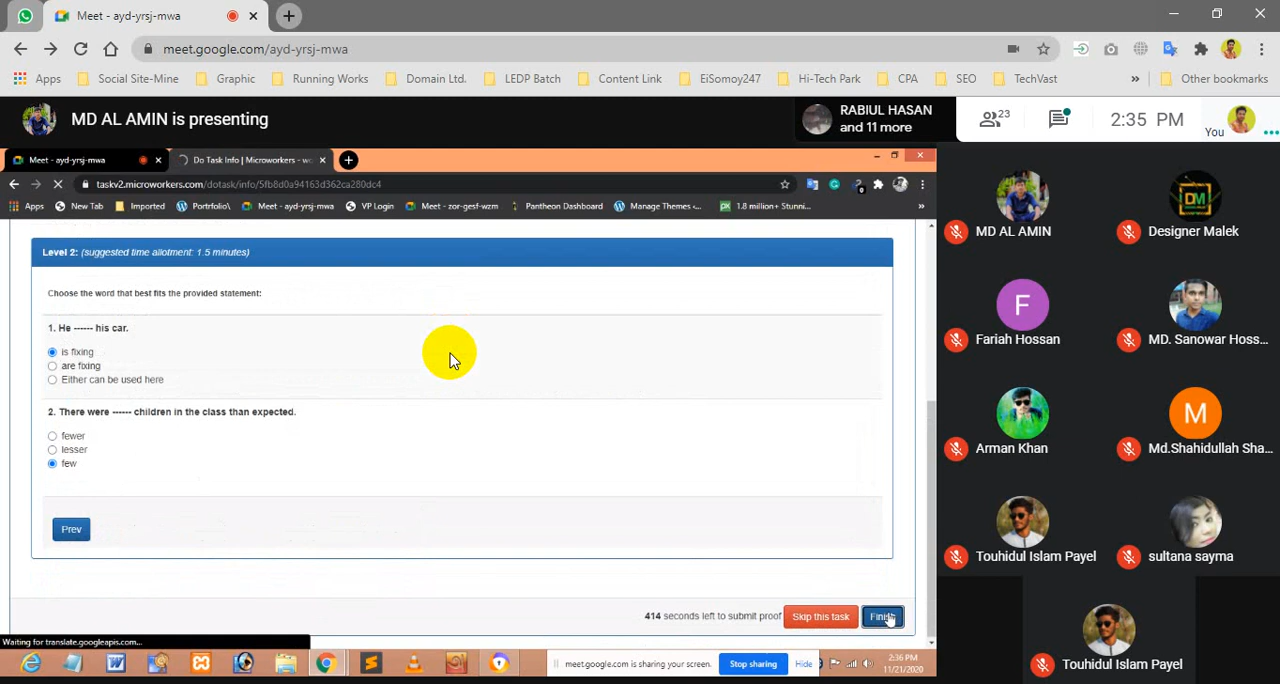 Meet - ayd-yrsj-mwa
meet.google.com/ayd-yrsj-mwa
Apps Social Site-Mine Graphic Running Works Domain Ltd. LEDP Batch Content Link EiSomoy247 Hi-Tech Park CPA SEO TechVast » Other bookmarks
MD AL AMIN is presenting
RABIUL HASAN
and 11 more
23
2:35 PM
You
Meet - ayd-yrsj-mwa
Do Task Info | Microworkers - wo
taskv2.microworkers.com/dotask/info/5fb8d0a94163d362ca280dc4
Apps New Tab Imported Portrfolio\ Meet - ayd-yrsj-mwa VP Login Meet - zor-gesf-wzm Pantheon Dashboard Manage Themes ‹... 1.8 million+ Stunni... »
Level 2: (suggested time allotment: 1.5 minutes)
Choose the word that best fits the provided statement:
1. He ------ his car.
is fixing
are fixing
Either can be used here
2. There were ------ children in the class than expected.
fewer
lesser
few
Prev
414 seconds left to submit proof
Skip this task
Finish
Waiting for translate.googleapis.com...
meet.google.com is sharing your screen.
Stop sharing
Hide
2:36 PM
11/21/2020
MD AL AMIN
DM
Designer Malek
F
Fariah Hossan
MD. Sanowar Hoss...
Arman Khan
M
Md.Shahidullah Sha...
Touhidul Islam Payel
sultana sayma
Touhidul Islam Payel